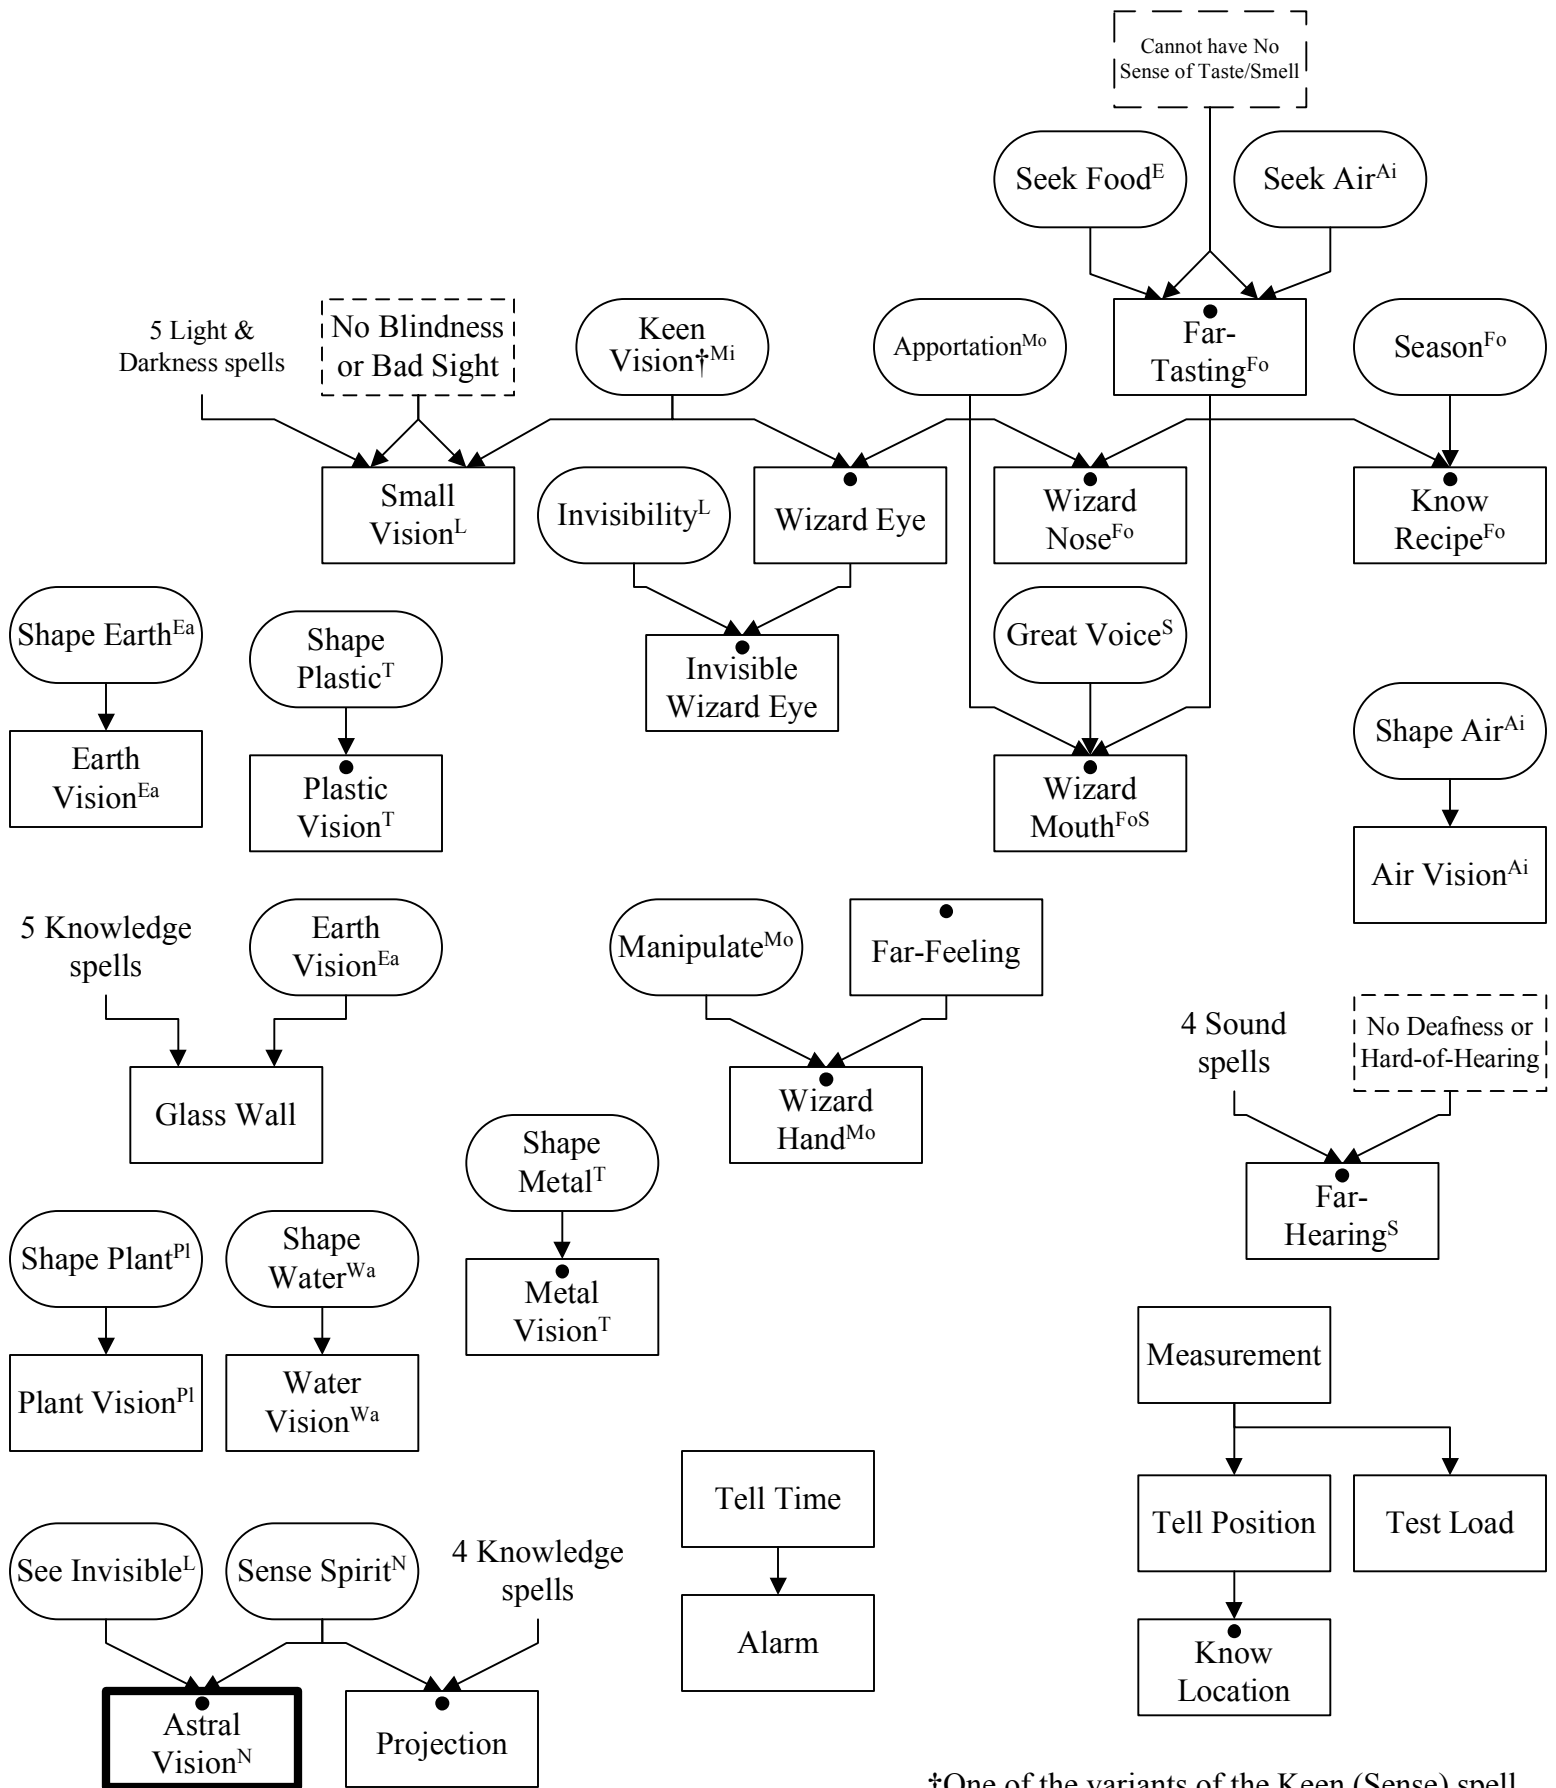 Cannot have No
Sense of Taste/Smell
Seek Food^E
Seek Air^Ai
5 Light &
Darkness spells
No Blindness
or Bad Sight
Keen
Vision†^Mi
Apportation^Mo
Far-
Tasting^Fo
Season^Fo
Small
Vision^L
Invisibility^L
Wizard Eye
Wizard
Nose^Fo
Know
Recipe^Fo
Shape Earth^Ea
Shape
Plastic^T
Invisible
Wizard Eye
Great Voice^S
Earth
Vision^Ea
Plastic
Vision^T
Wizard
Mouth^FoS
Shape Air^Ai
Air Vision^Ai
5 Knowledge
spells
Earth
Vision^Ea
Manipulate^Mo
Far-Feeling
4 Sound
spells
No Deafness or
Hard-of-Hearing
Glass Wall
Wizard
Hand^Mo
Shape
Metal^T
Far-
Hearing^S
Shape Plant^Pl
Shape
Water^Wa
Metal
Vision^T
Measurement
Plant Vision^Pl
Water
Vision^Wa
Tell Time
Tell Position
Test Load
See Invisible^L
Sense Spirit^N
4 Knowledge
spells
Alarm
Know
Location
Astral
Vision^N
Projection
†One of the variants of the Keen (Sense) spell